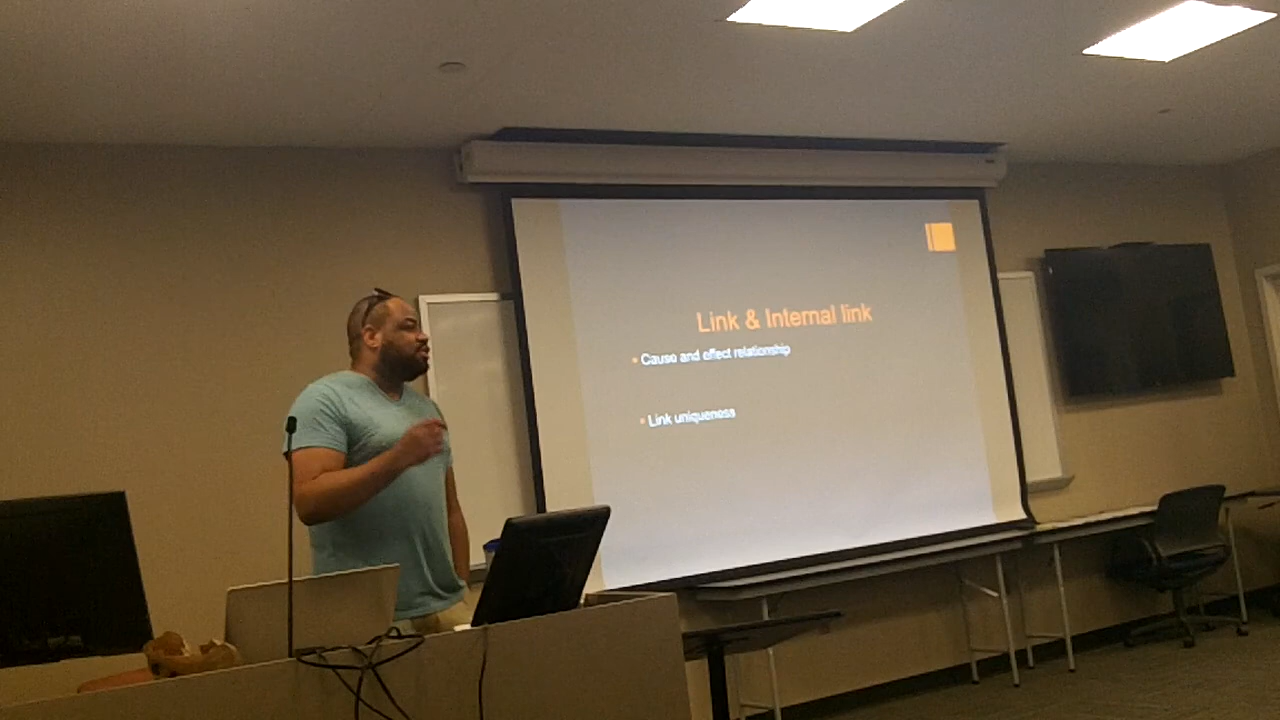 Link & Internal link
• Cause and effect relationship
• Link uniqueness